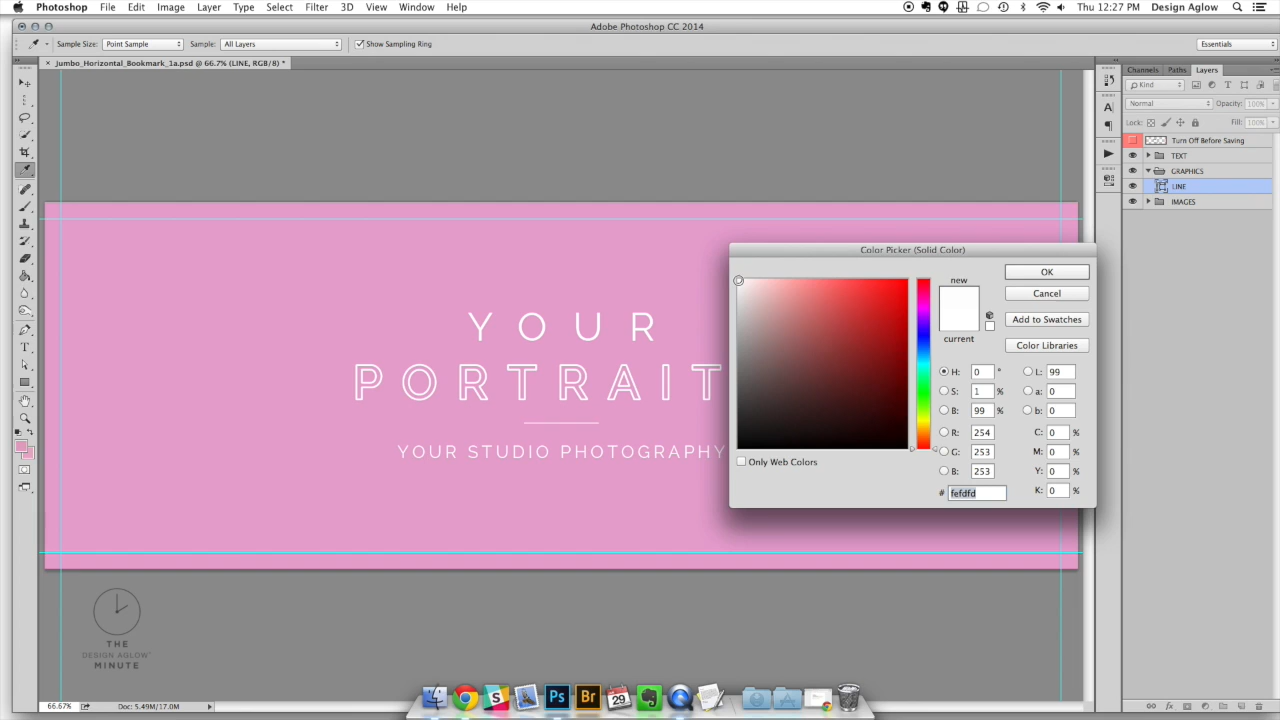 Photoshop File Edit Image Layer Type Select Filter 3D View Window Help Thu 12:27 PM Design Aglow
Adobe Photoshop CC 2014
Sample Size: Point Sample Sample: All Layers Show Sampling Ring Essentials
Jumbo_Horizontal_Bookmark_1a.psd @ 66.7% (LINE, RGB/8) *
Channels Paths Layers
Kind
Normal Opacity: 100%
Lock: Fill: 100%
Turn Off Before Saving
TEXT
GRAPHICS
LINE
IMAGES
YOUR
PORTRAIT
YOUR STUDIO PHOTOGRAPHY
Color Picker (Solid Color)
new
current
OK
Cancel
Add to Swatches
Color Libraries
H: 0 °
S: 1 %
B: 99 %
R: 254
G: 253
B: 253
# fefdfd
L: 99
a: 0
b: 0
C: 0 %
M: 0 %
Y: 0 %
K: 0 %
Only Web Colors
THE
DESIGN AGLOW
MINUTE
S Ps Br 29
66.67% Doc: 5.49M/17.0M